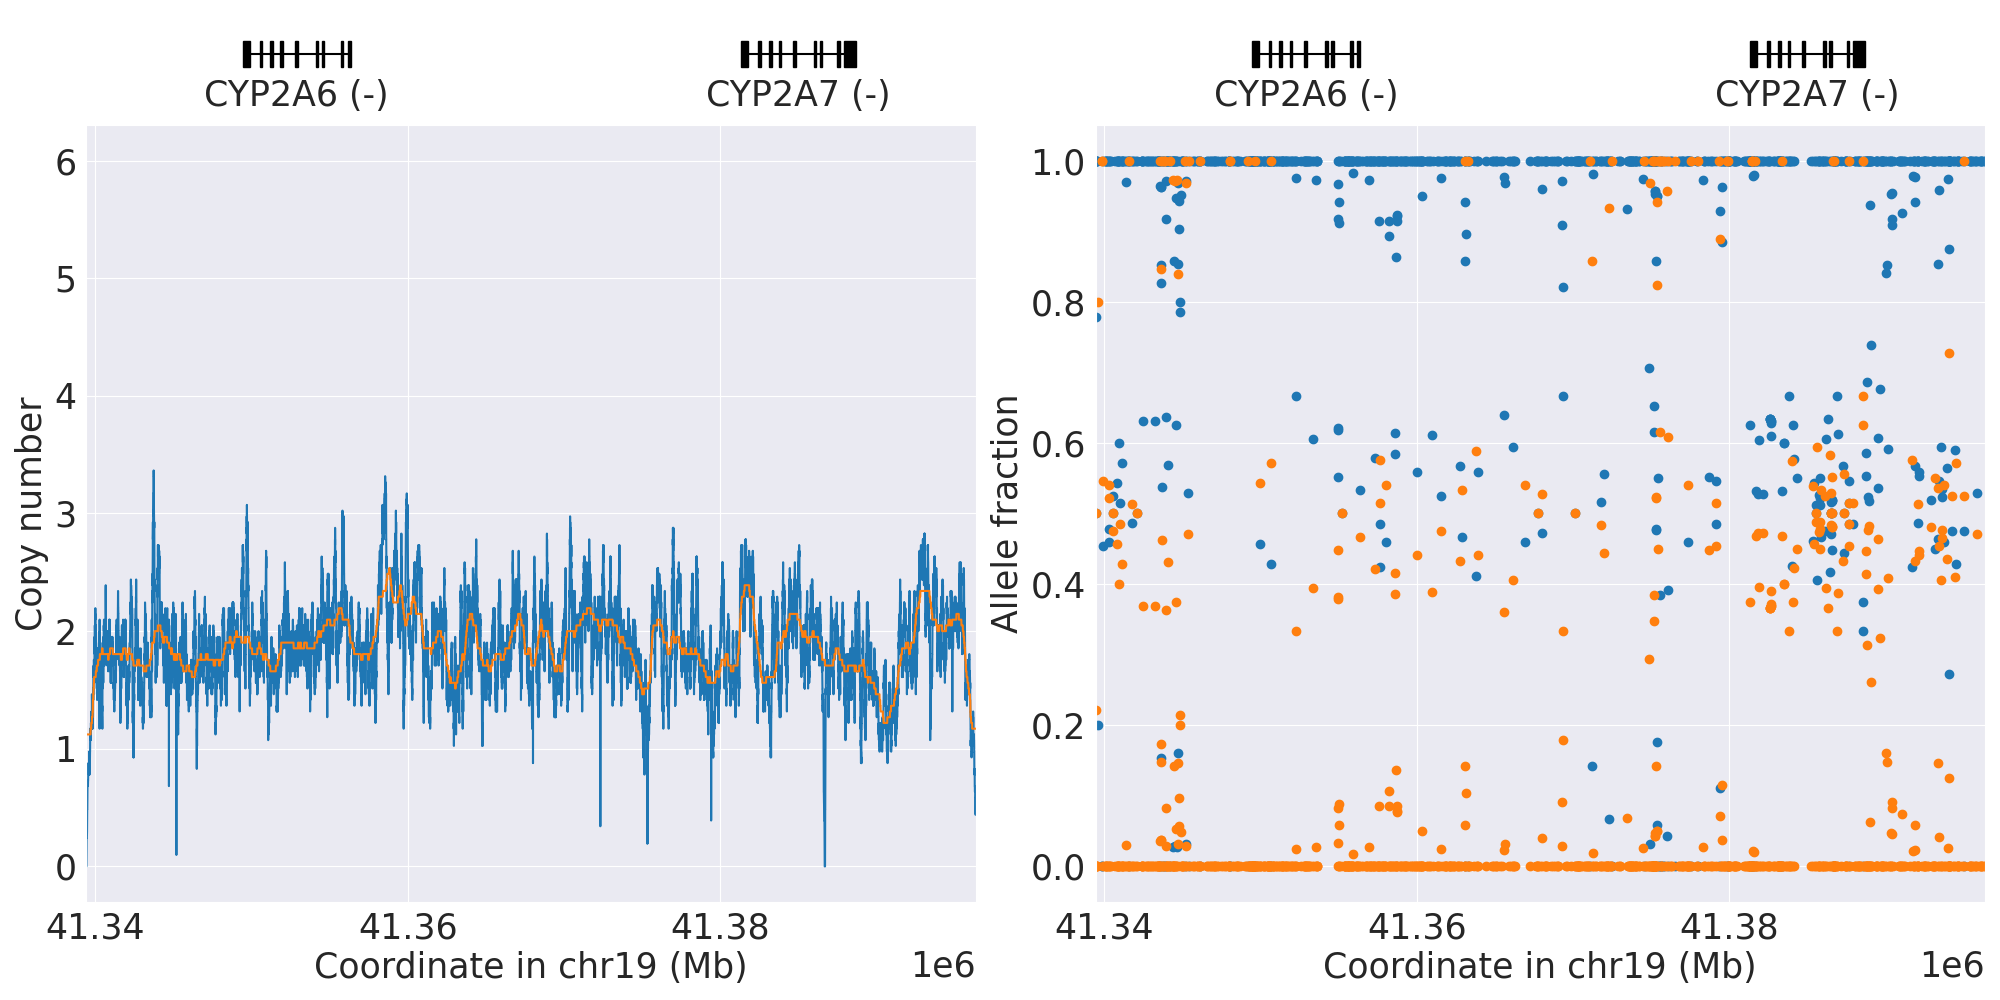 CYP2A6 (-)
CYP2A7 (-)
CYP2A6 (-)
CYP2A7 (-)
Copy number
6
5
4
3
2
1
0
41.34
41.36
41.38
Coordinate in chr19 (Mb)
1e6
Allele fraction
1.0
0.8
0.6
0.4
0.2
0.0
41.34
41.36
41.38
Coordinate in chr19 (Mb)
1e6